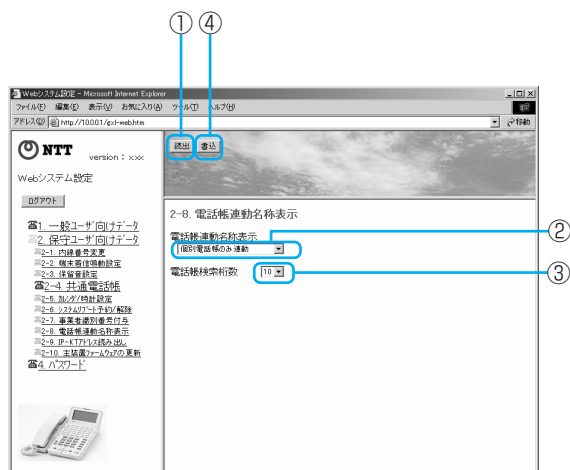 ① ④
Webシステム設定 - Microsoft Internet Explorer
ファイル(F) 編集(E) 表示(V) お気に入り(A) ツール(T) ヘルプ(H)
アドレス(D) http://10.0.0.1/gxl-web.htm 移動
NTT version : x.xx
Webシステム設定
ログアウト
1. 一般ユーザ向けデータ
2. 保守ユーザ向けデータ
2-1. 内線番号変更
2-2. 端末着信鳴動設定
2-3. 保留音設定
2-4. 共通電話帳
2-5. カレンダ/時計設定
2-6. システムリブート予約/解除
2-7. 事業者識別番号付与
2-8. 電話帳連動名称表示
2-9. IP-KTアドレス読み出し
2-10. 主装置ファームウェアの更新
4. パスワード
読出 書込
2-8. 電話帳連動名称表示
電話帳連動名称表示 ②
個別電話帳のみ連動
電話帳検索桁数 10 ③